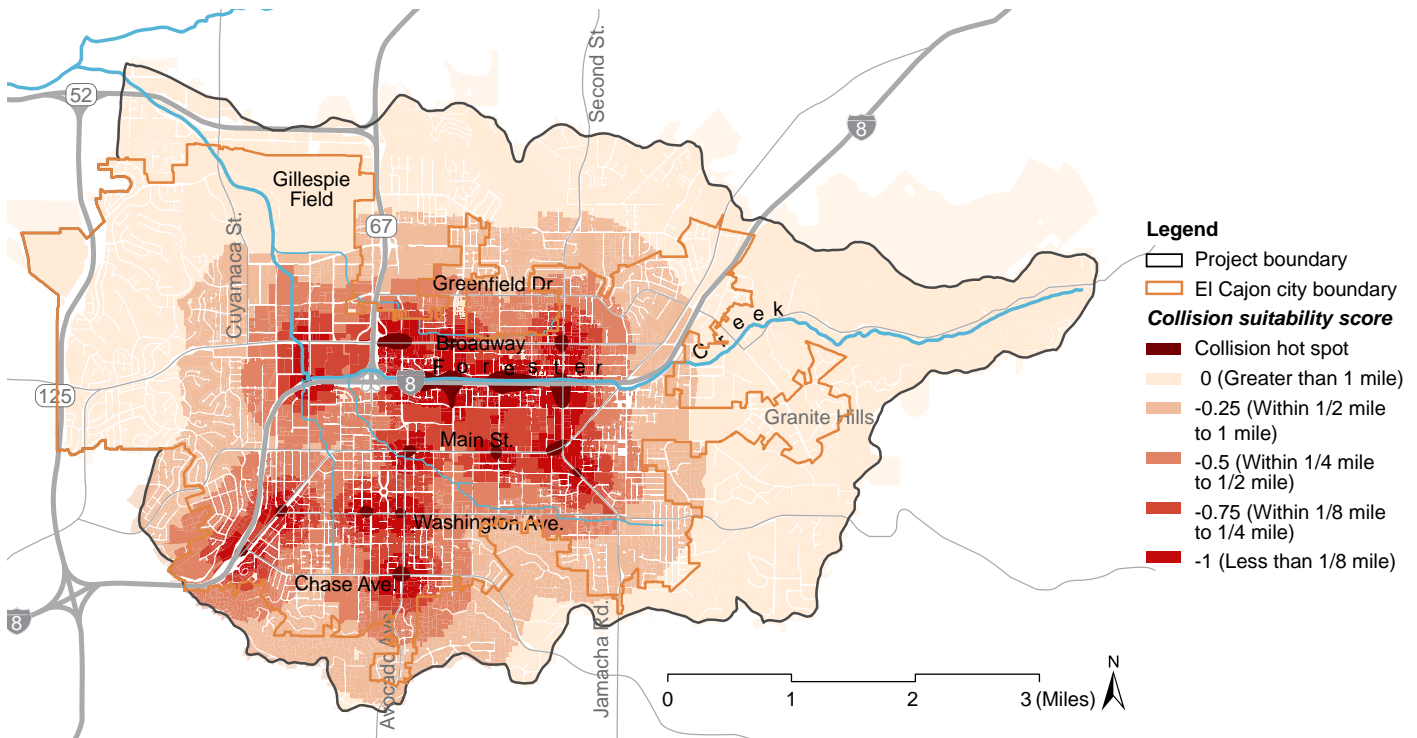 52
Second St.
8
Gillespie
Field
67
Cuyamaca St.
Greenfield Dr
Creek
Broadway
Forester
8
125
Granite Hills
Main St.
Washington Ave.
Chase Ave.
8
Avocado Ave.
Jamacha Rd.
0 1 2 3 (Miles)
N
Legend
Project boundary
El Cajon city boundary
Collision suitability score
Collision hot spot
0 (Greater than 1 mile)
-0.25 (Within 1/2 mile
to 1 mile)
-0.5 (Within 1/4 mile
to 1/2 mile)
-0.75 (Within 1/8 mile
to 1/4 mile)
-1 (Less than 1/8 mile)